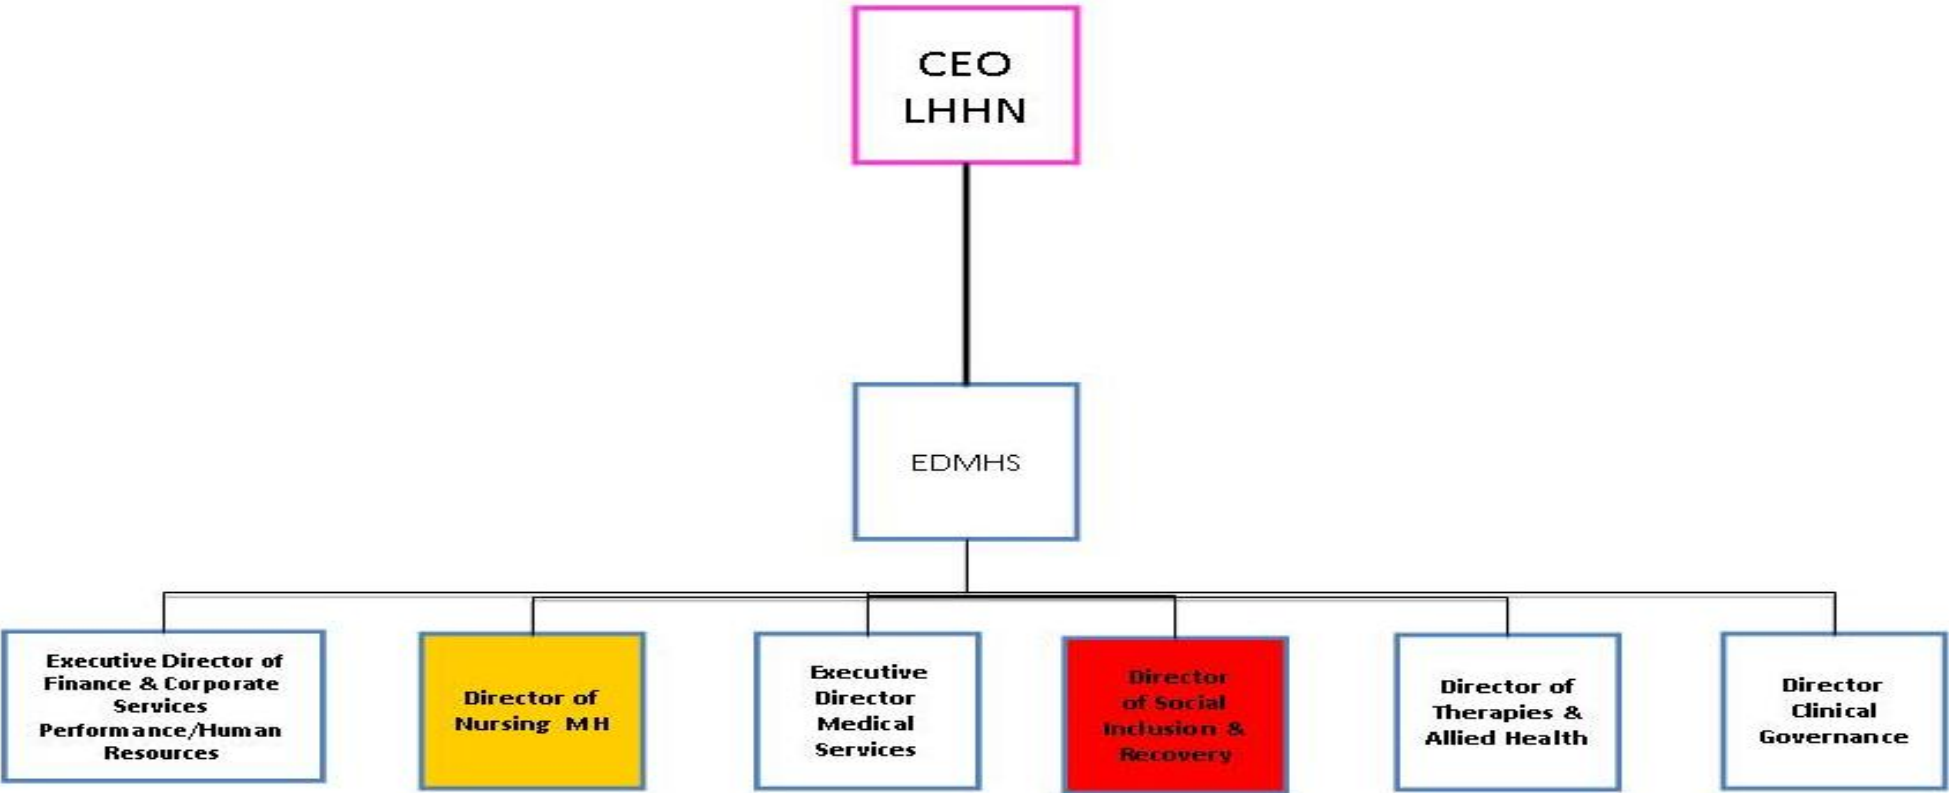 CEO
LHHN
EDMHS
Executive Director of
Finance & Corporate
Services
Performance/Human
Resources
Director of
Nursing MH
Executive
Director
Medical
Services
Director
of Social
Inclusion &
Recovery
Director of
Therapies &
Allied Health
Director
Clinical
Governance